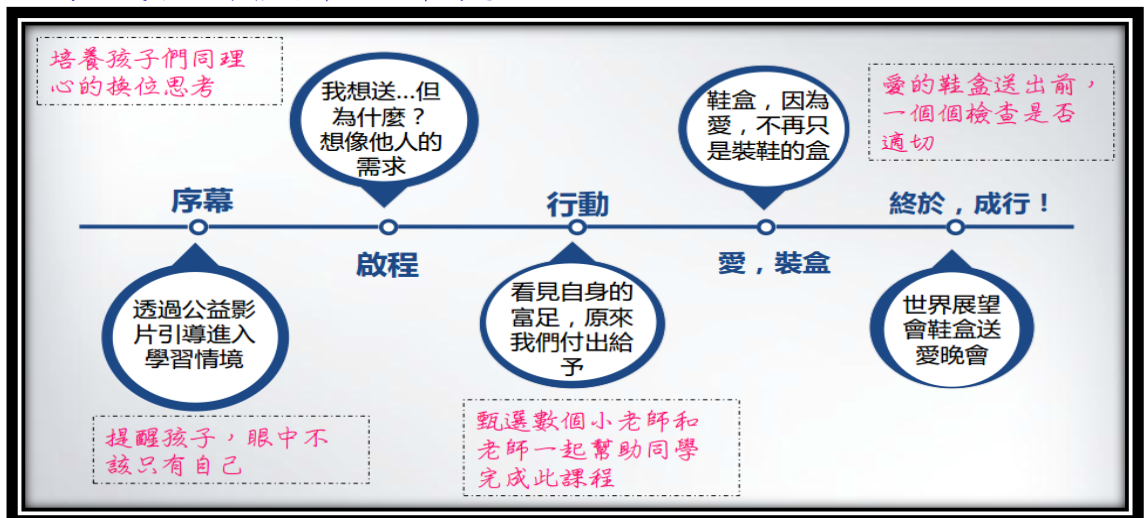 培養孩子們同理
心的換位思考
我想送...但
為什麼？
想像他人的
需求
鞋盒，因為
愛，不再只
是裝鞋的盒
愛的鞋盒送出前，
一個個檢查是否
適切
序幕
啟程
行動
愛，裝盒
終於，成行！
透過公益影
片引導進入
學習情境
看見自身的
富足，原來
我們付出給
予
世界展望
會鞋盒送
愛晚會
提醒孩子，眼中不
該只有自己
甄選數個小老師和
老師一起幫助同學
完成此課程